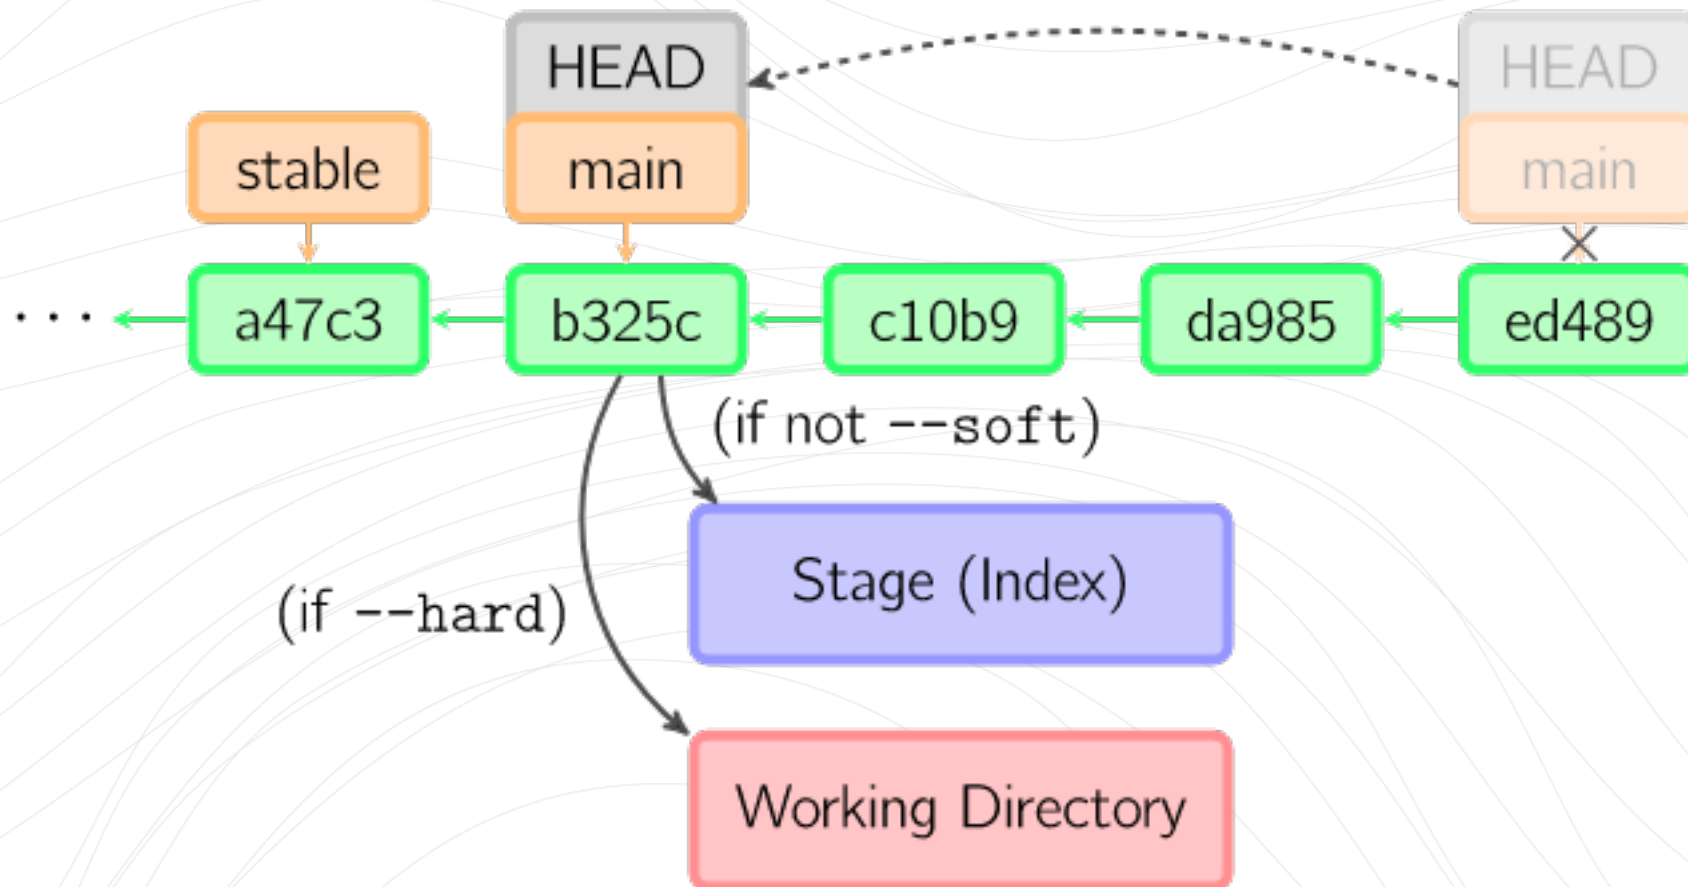 HEAD
HEAD
stable
main
main
...
a47c3
b325c
c10b9
da985
ed489
(if not --soft)
Stage (Index)
(if --hard)
Working Directory